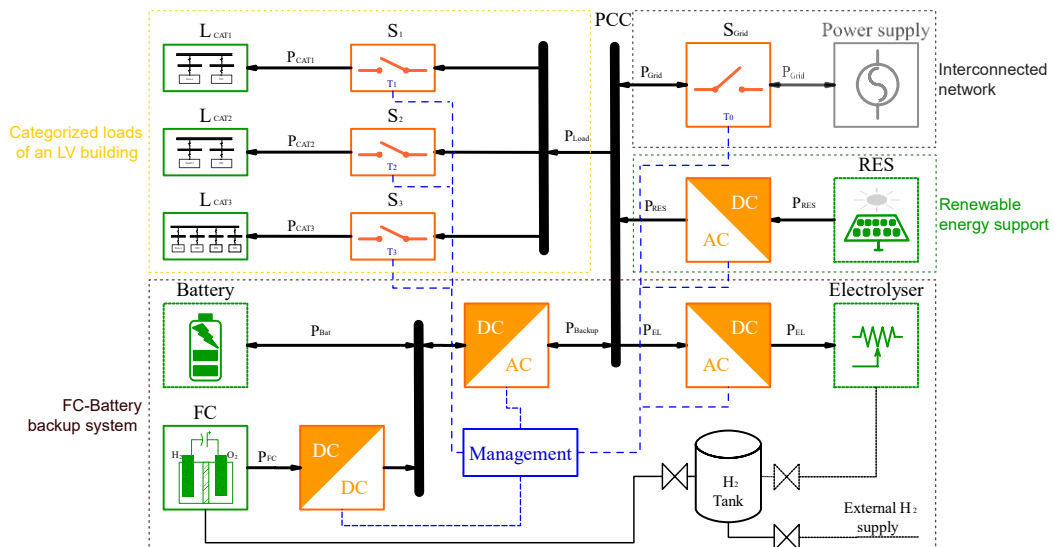 PCC
L CAT1
P CAT1
S 1
T1
L CAT2
P CAT2
S 2
T2
L CAT3
P CAT3
S 3
T3
Categorized loads
of an LV building
P Load
P Grid
S Grid
T0
P Grid
Power supply
Interconnected
network
P RES
DC
AC
P RES
RES
Renewable
energy support
Battery
P Bat
DC
AC
P Backup
P EL
DC
AC
P EL
Electrolyser
FC-Battery
backup system
FC
H2
O2
P FC
DC
DC
Management
H2
Tank
External H2
supply